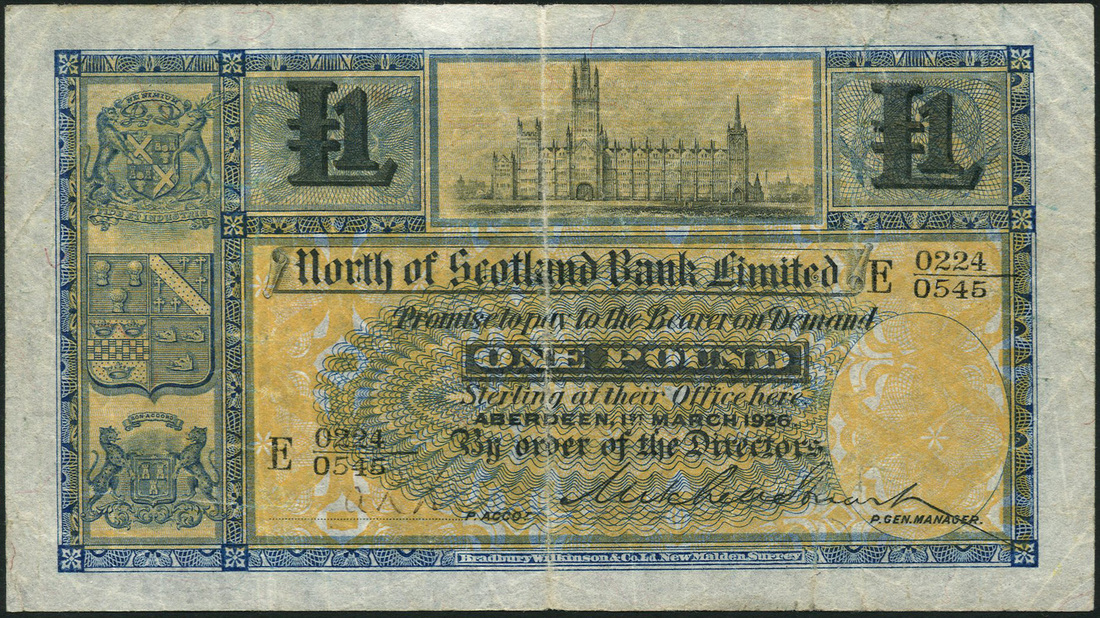 £1
£1
North of Scotland Bank Limited
E 0224
0545
Promise to pay to the Bearer on Demand
ONE POUND
Sterling at their Office here
ABERDEEN, 1ST MARCH 1926
By order of the Directors
E 0224
0545
P. ACCOT
P. GEN. MANAGER.
BON-ACCORD
Bradbury Wilkinson & Co. Ld. New Malden, Surrey